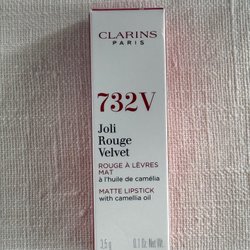 CLARINS
PARIS
732V
Joli
Rouge
Velvet
ROUGE À LÈVRES
MAT
à l'huile de camélia
MATTE LIPSTICK
with camellia oil
3.5 g 0.1 Oz. Net Wt.